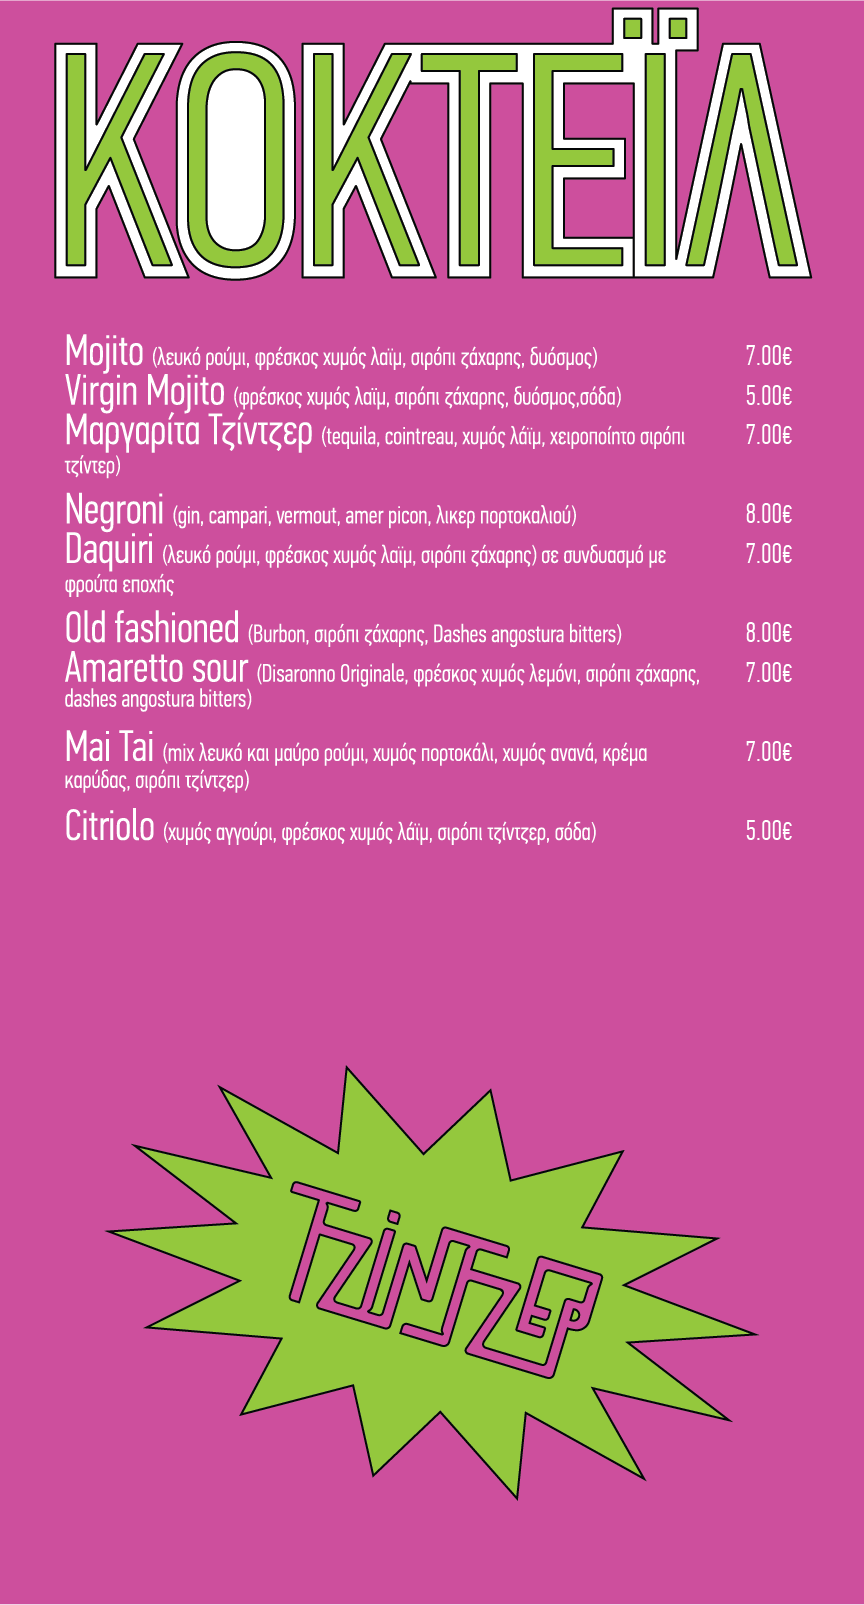 ΚΟΚΤΕΪΛ
Mojito (λευκό ρούμι, φρέσκος χυμός λαϊμ, σιρόπι ζάχαρης, δυόσμος) 7.00€
Virgin Mojito (φρέσκος χυμός λαϊμ, σιρόπι ζάχαρης, δυόσμος,σόδα) 5.00€
Μαργαρίτα Τζίντζερ (tequila, cointreau, χυμός λάϊμ, χειροποίητο σιρόπι 7.00€
τζίντερ)
Negroni (gin, campari, vermout, amer picon, λικερ πορτοκαλιού) 8.00€
Daquiri (λευκό ρούμι, φρέσκος χυμός λαϊμ, σιρόπι ζάχαρης) σε συνδυασμό με 7.00€
φρούτα εποχής
Old fashioned (Burbon, σιρόπι ζάχαρης, Dashes angostura bitters) 8.00€
Amaretto sour (Disaronno Originale, φρέσκος χυμός λεμόνι, σιρόπι ζάχαρης, 7.00€
dashes angostura bitters)
Mai Tai (mix λευκό και μαύρο ρούμι, χυμός πορτοκάλι, χυμός ανανά, κρέμα 7.00€
καρύδας, σιρόπι τζίντζερ)
Citriolo (χυμός αγγούρι, φρέσκος χυμός λάϊμ, σιρόπι τζίντζερ, σόδα) 5.00€
ΤΖΙΝΤΖΕΡ